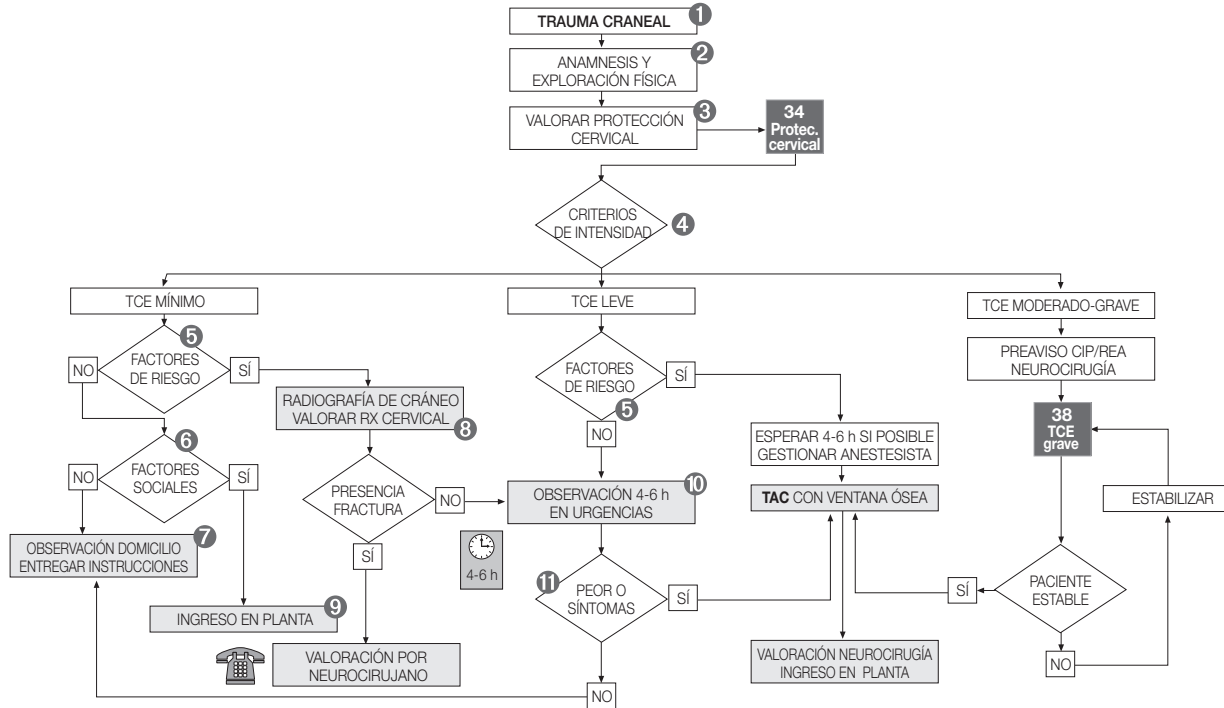 TRAUMA CRANEAL
1
ANAMNESIS Y
EXPLORACIÓN FÍSICA
2
VALORAR PROTECCIÓN
CERVICAL
3
34
Protec.
cervical
CRITERIOS
DE INTENSIDAD
4
TCE MÍNIMO
TCE LEVE
TCE MODERADO-GRAVE
5
FACTORES
DE RIESGO
NO
SÍ
RADIOGRAFÍA DE CRÁNEO
VALORAR RX CERVICAL
8
6
FACTORES
SOCIALES
NO
SÍ
PRESENCIA
FRACTURA
NO
SÍ
OBSERVACIÓN DOMICILIO
ENTREGAR INSTRUCCIONES
7
INGRESO EN PLANTA
9
VALORACIÓN POR
NEUROCIRUJANO
FACTORES
DE RIESGO
5
SÍ
NO
OBSERVACIÓN 4-6 h
EN URGENCIAS
10
4-6 h
11
PEOR O
SÍNTOMAS
SÍ
NO
ESPERAR 4-6 h SI POSIBLE
GESTIONAR ANESTESISTA
TAC CON VENTANA ÓSEA
VALORACIÓN NEUROCIRUGÍA
INGRESO EN PLANTA
PREAVISO CIP/REA
NEUROCIRUGÍA
38
TCE
grave
ESTABILIZAR
PACIENTE
ESTABLE
SÍ
NO